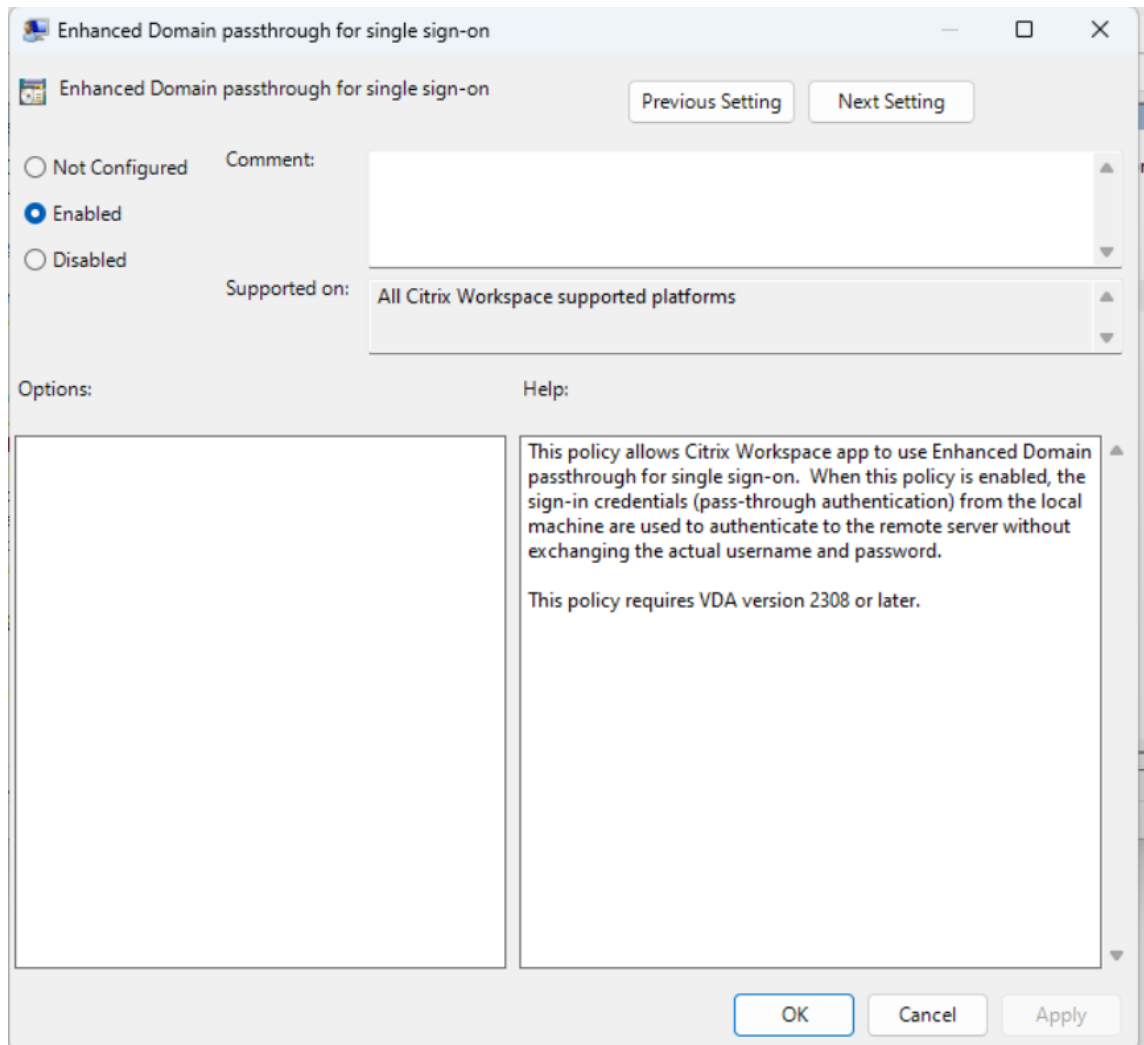 Enhanced Domain passthrough for single sign-on
Enhanced Domain passthrough for single sign-on
Previous Setting
Next Setting
Not Configured
Comment:
Enabled
Disabled
Supported on:
All Citrix Workspace supported platforms
Options:
Help:
This policy allows Citrix Workspace app to use Enhanced Domain
passthrough for single sign-on.  When this policy is enabled, the
sign-in credentials (pass-through authentication) from the local
machine are used to authenticate to the remote server without
exchanging the actual username and password.
This policy requires VDA version 2308 or later.
OK
Cancel
Apply